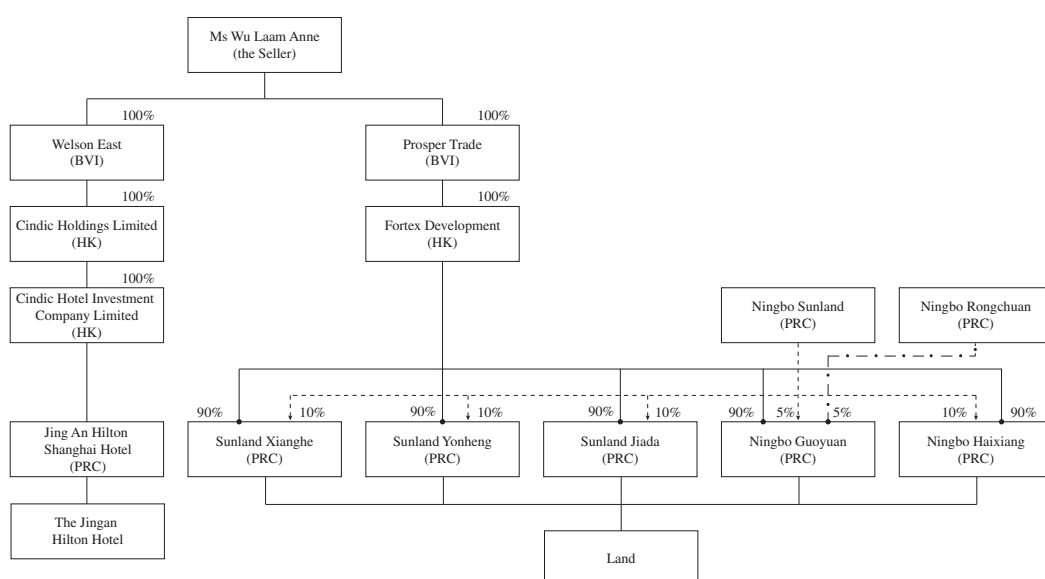 Ms Wu Laam Anne
(the Seller)
100%
100%
Welson East
(BVI)
Prosper Trade
(BVI)
100%
100%
Cindic Holdings Limited
(HK)
Fortex Development
(HK)
100%
Cindic Hotel Investment
Company Limited
(HK)
Ningbo Sunland
(PRC)
Ningbo Rongchuan
(PRC)
90%
10%
90%
10%
90%
10%
90%
5%
5%
10%
90%
Jing An Hilton
Shanghai Hotel
(PRC)
Sunland Xianghe
(PRC)
Sunland Yonheng
(PRC)
Sunland Jiada
(PRC)
Ningbo Guoyuan
(PRC)
Ningbo Haixiang
(PRC)
The Jingan
Hilton Hotel
Land